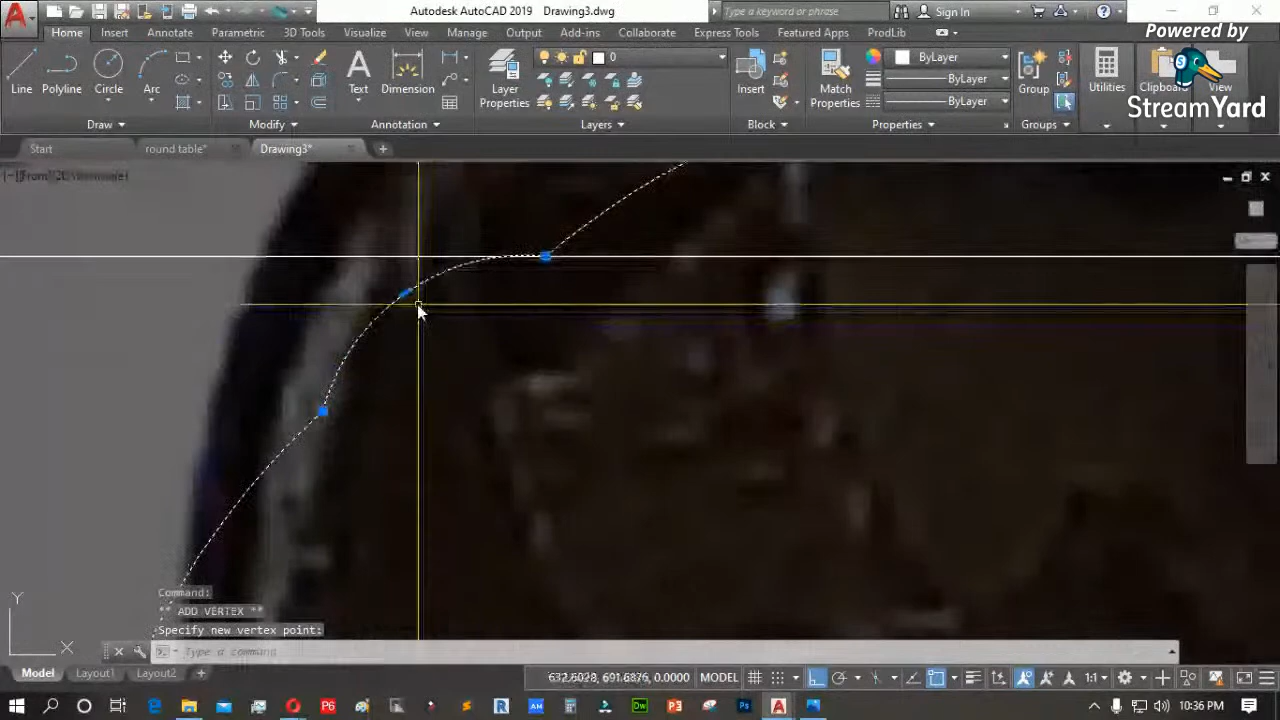 Autodesk AutoCAD 2019 Drawing3.dwg
Type a keyword or phrase
Sign In
Home Insert Annotate Parametric 3D Tools Visualize View Manage Output Add-ins Collaborate Express Tools Featured Apps ProdLib
Powered by
StreamYard
Line Polyline Circle Arc
Text Dimension
Layer Properties
0
Insert
Match Properties
ByLayer
ByLayer
ByLayer
Group
Utilities
Clipboard
View
Draw Modify Annotation Layers Block Properties Groups
Start round table* Drawing3*
Command:
** ADD VERTEX **
Specify new vertex point:
Type a command
Y
X
Model Layout1 Layout2
632.6028, 691.6876, 0.0000 MODEL
1:1
10:36 PM